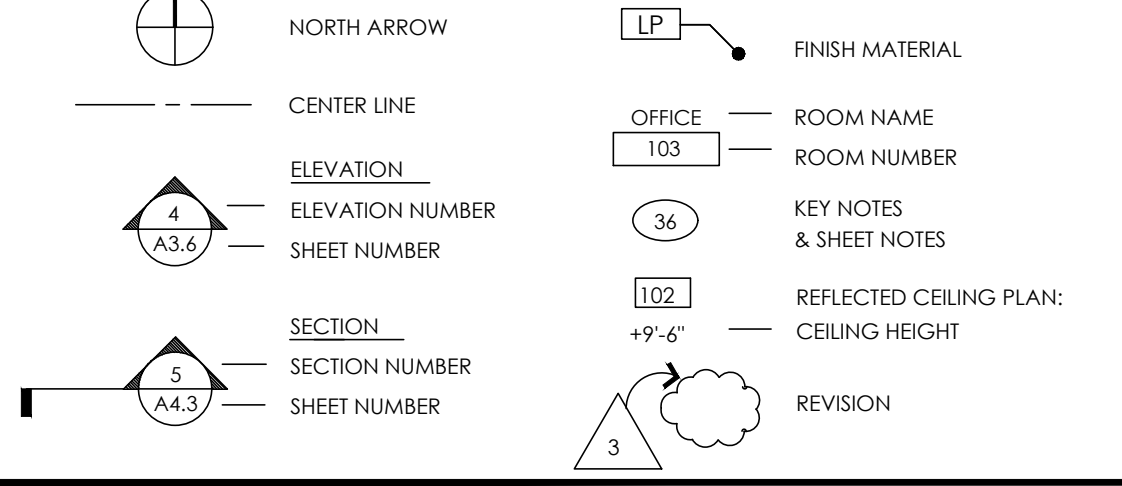 NORTH ARROW
CENTER LINE
ELEVATION
4
ELEVATION NUMBER
A3.6
SHEET NUMBER
SECTION
5
SECTION NUMBER
A4.3
SHEET NUMBER
LP
FINISH MATERIAL
OFFICE
ROOM NAME
103
ROOM NUMBER
36
KEY NOTES
& SHEET NOTES
102
REFLECTED CEILING PLAN:
+9'-6"
CEILING HEIGHT
3
REVISION